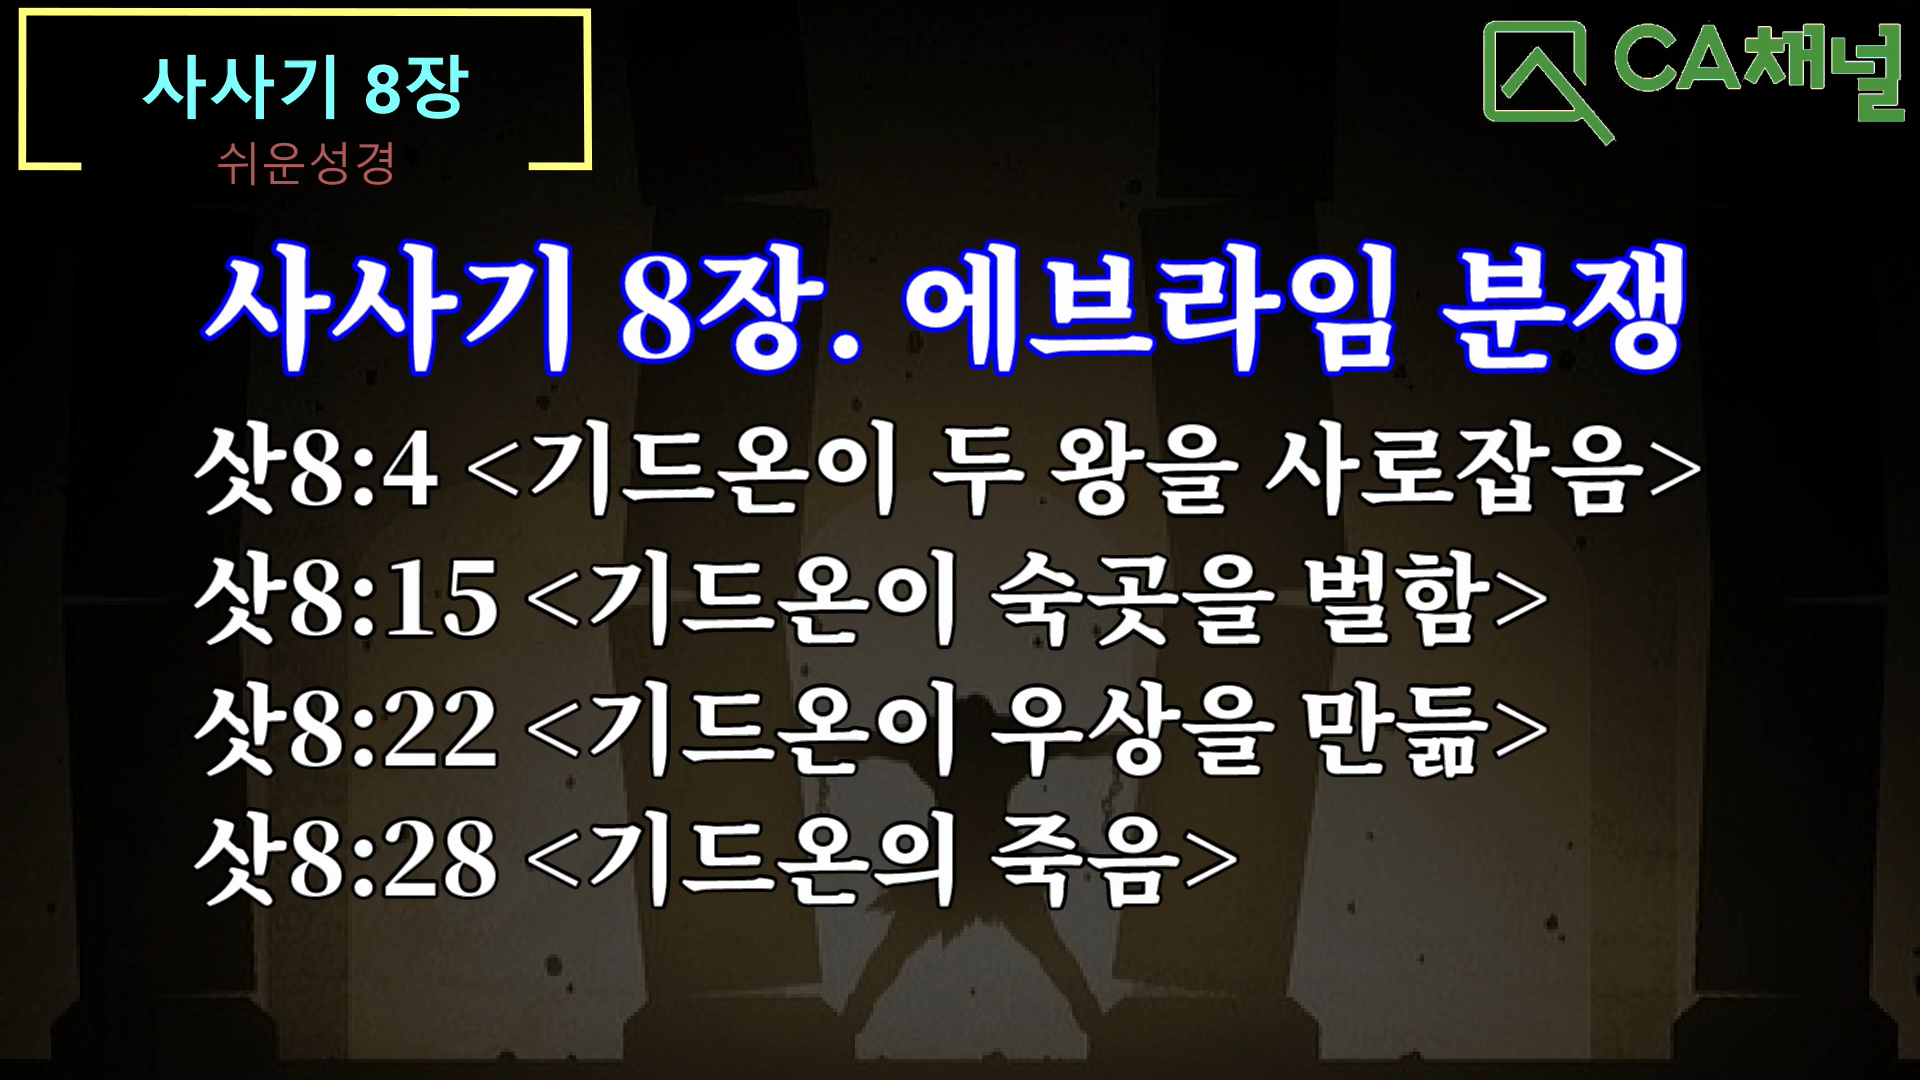 사사기 8장
쉬운성경
CA채널
사사기 8장. 에브라임 분쟁
삿8:4 <기드온이 두 왕을 사로잡음>
삿8:15 <기드온이 숙곳을 벌함>
삿8:22 <기드온이 우상을 만듦>
삿8:28 <기드온의 죽음>